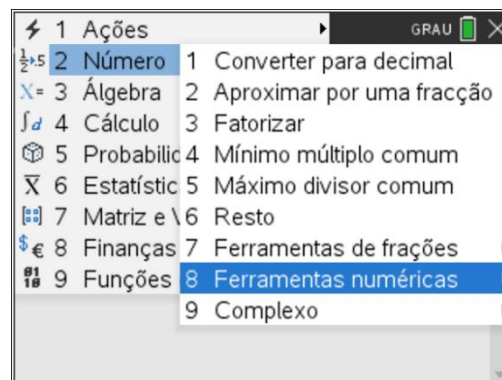 1 Ações GRAU
2 Número 1 Converter para decimal
3 Álgebra 2 Aproximar por uma fracção
4 Cálculo 3 Fatorizar
5 Probabilid 4 Mínimo múltiplo comum
6 Estatístic 5 Máximo divisor comum
7 Matriz e V 6 Resto
8 Finanças 7 Ferramentas de frações
9 Funções 8 Ferramentas numéricas
9 Complexo